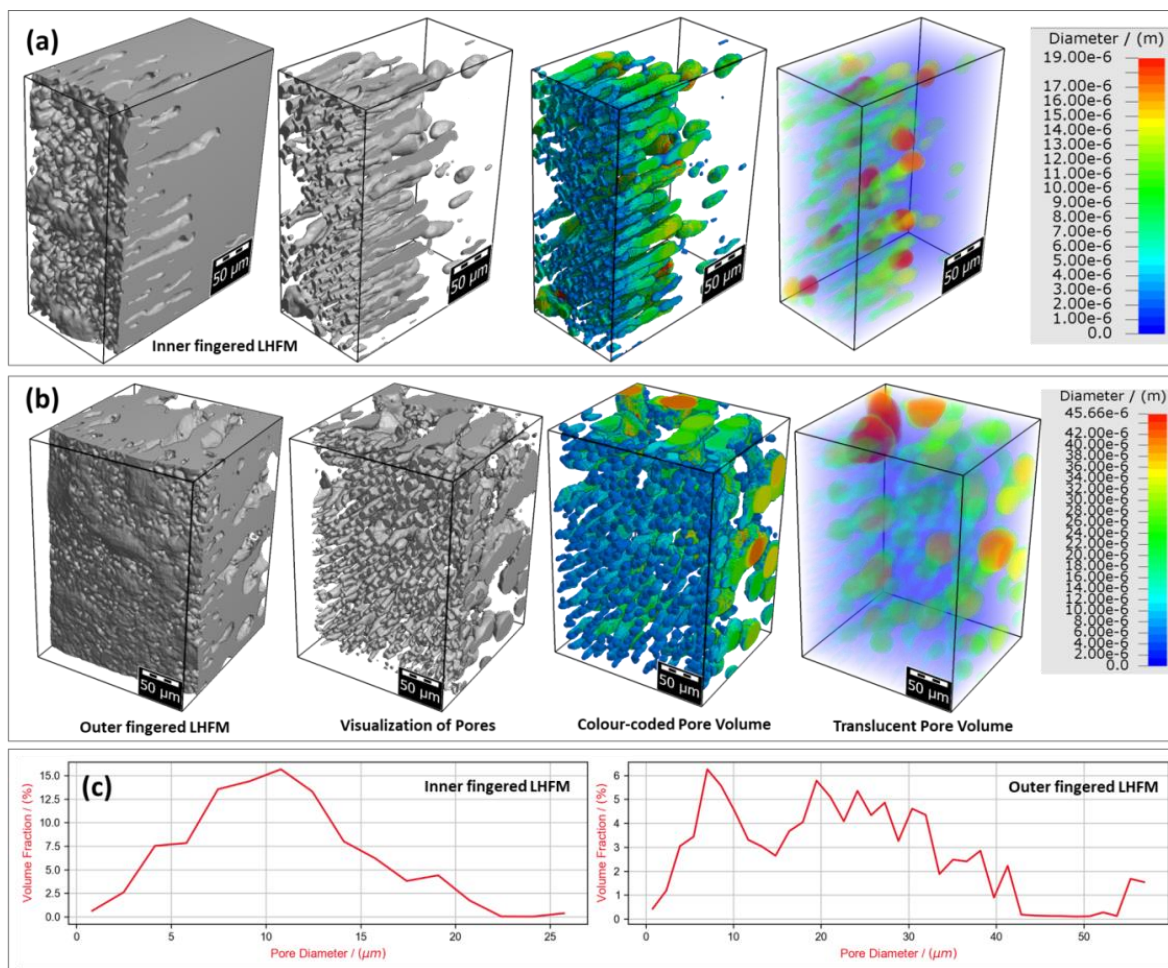 (a)
50 µm
50 µm
50 µm
50 µm
Inner fingered LHFM
Diameter / (m)
19.00e-6
17.00e-6
16.00e-6
14.00e-6
13.00e-6
12.00e-6
11.00e-6
10.00e-6
9.00e-6
8.00e-6
7.00e-6
6.00e-6
5.00e-6
4.00e-6
3.00e-6
2.00e-6
1.00e-6
0.0
(b)
50 µm
50 µm
50 µm
50 µm
Outer fingered LHFM
Visualization of Pores
Colour-coded Pore Volume
Translucent Pore Volume
Diameter / (m)
45.66e-6
42.00e-6
40.00e-6
38.00e-6
36.00e-6
34.00e-6
32.00e-6
30.00e-6
28.00e-6
26.00e-6
24.00e-6
22.00e-6
20.00e-6
18.00e-6
16.00e-6
14.00e-6
12.00e-6
10.00e-6
8.00e-6
6.00e-6
4.00e-6
2.00e-6
0.0
(c)
Inner fingered LHFM
Volume Fraction / (%)
15.0
12.5
10.0
7.5
5.0
2.5
0.0
0 5 10 15 20 25
Pore Diameter / (µm)
Outer fingered LHFM
Volume Fraction / (%)
6
5
4
3
2
1
0
0 10 20 30 40 50
Pore Diameter / (µm)